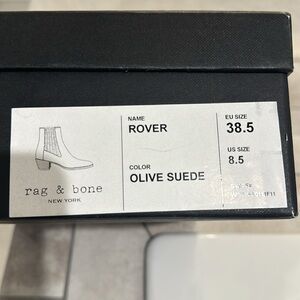 NAME
ROVER
EU SIZE
38.5
US SIZE
8.5
COLOR
OLIVE SUEDE
rag & bone
NEW YORK